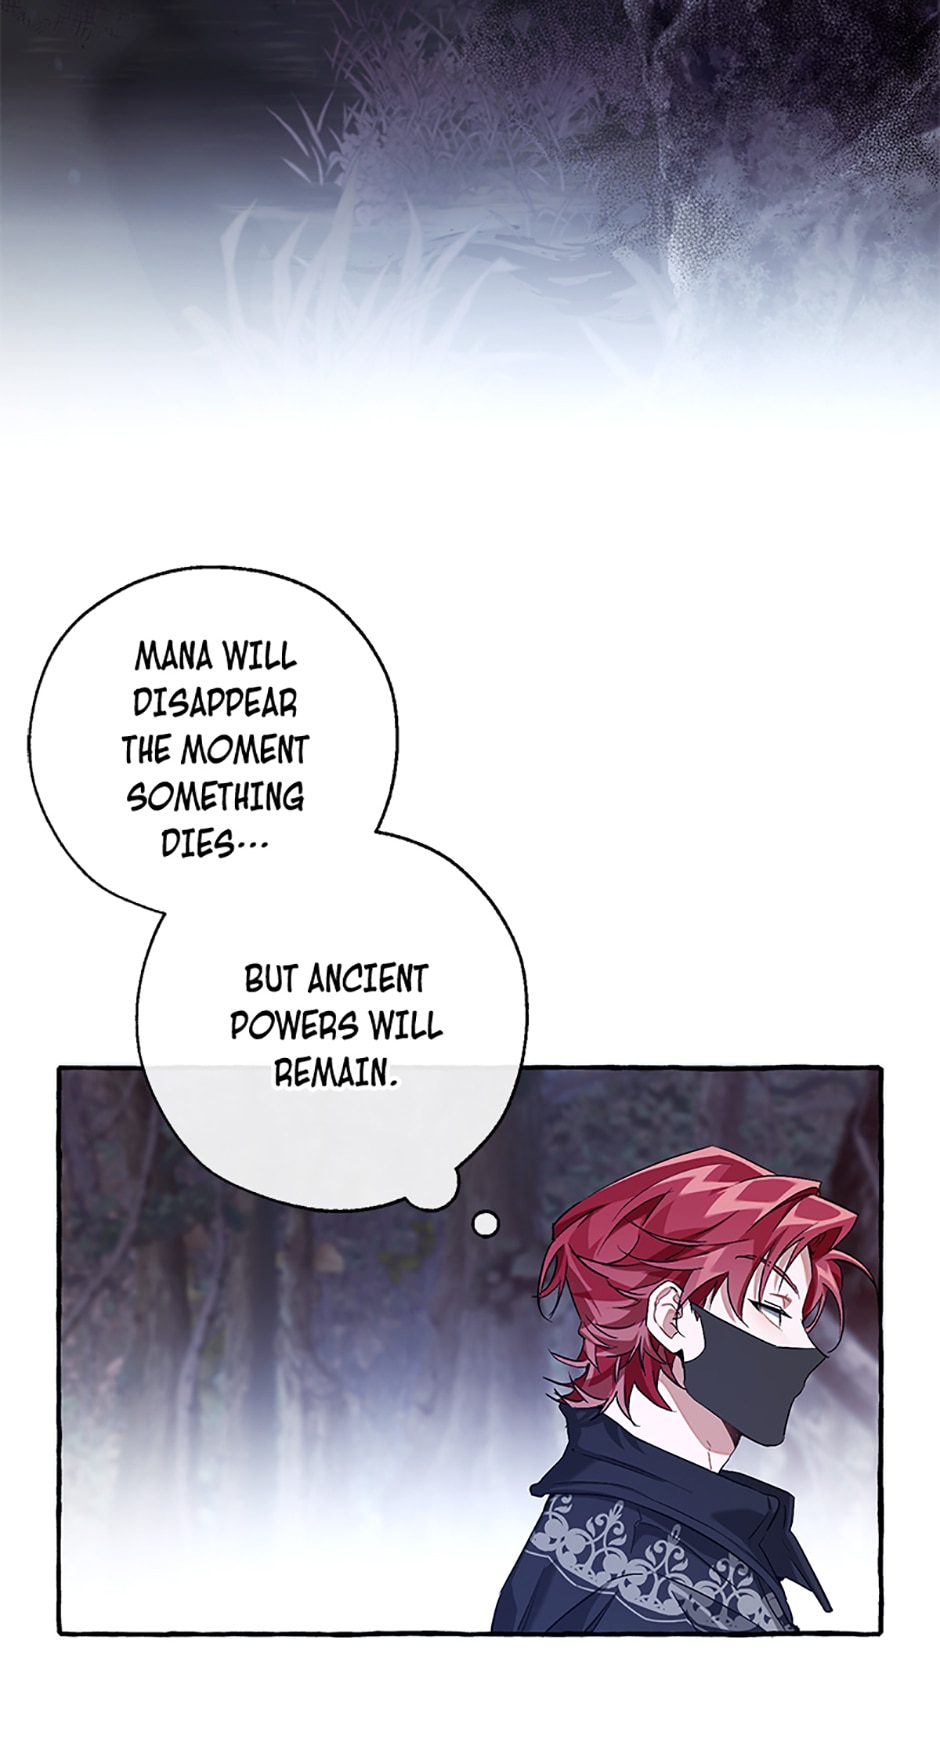 MANA WILL
DISAPPEAR
THE MOMENT
SOMETHING
DIES...
BUT ANCIENT
POWERS WILL
REMAIN.